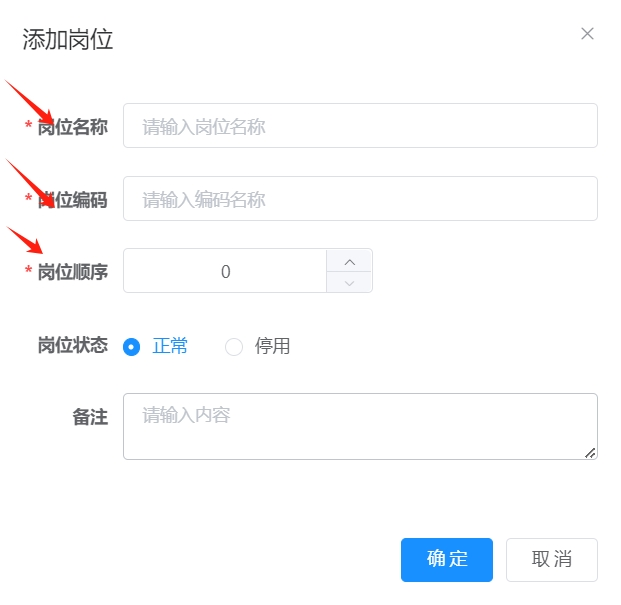 添加岗位
* 岗位名称 请输入岗位名称
* 岗位编码 请输入编码名称
* 岗位顺序 0
岗位状态 正常 停用
备注 请输入内容
确定 取消